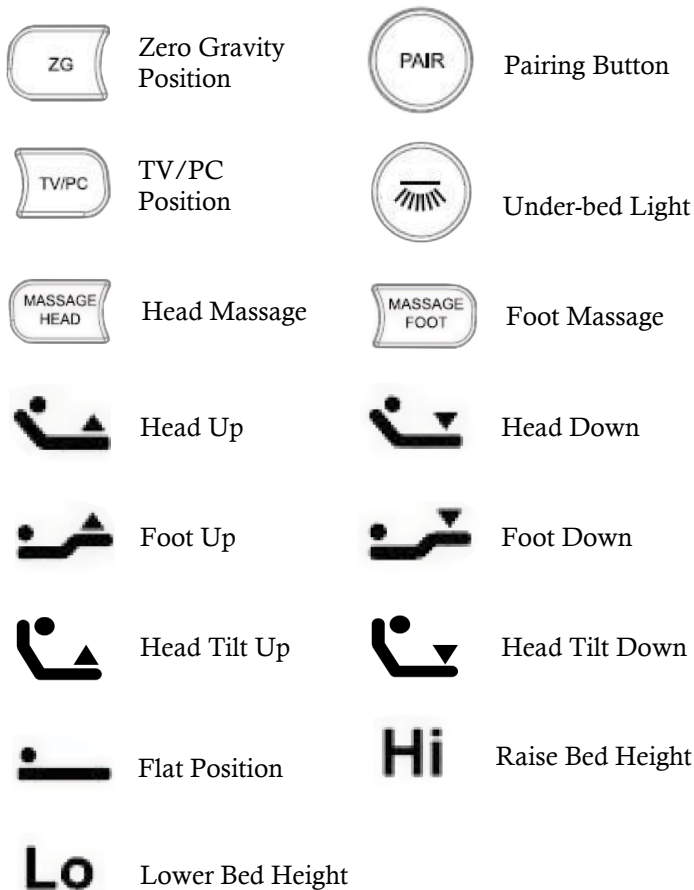 ZG
Zero Gravity
Position
PAIR
Pairing Button
TV/PC
TV/PC
Position
Under-bed Light
MASSAGE
HEAD
Head Massage
MASSAGE
FOOT
Foot Massage
Head Up
Head Down
Foot Up
Foot Down
Head Tilt Up
Head Tilt Down
Flat Position
Hi
Raise Bed Height
Lo
Lower Bed Height